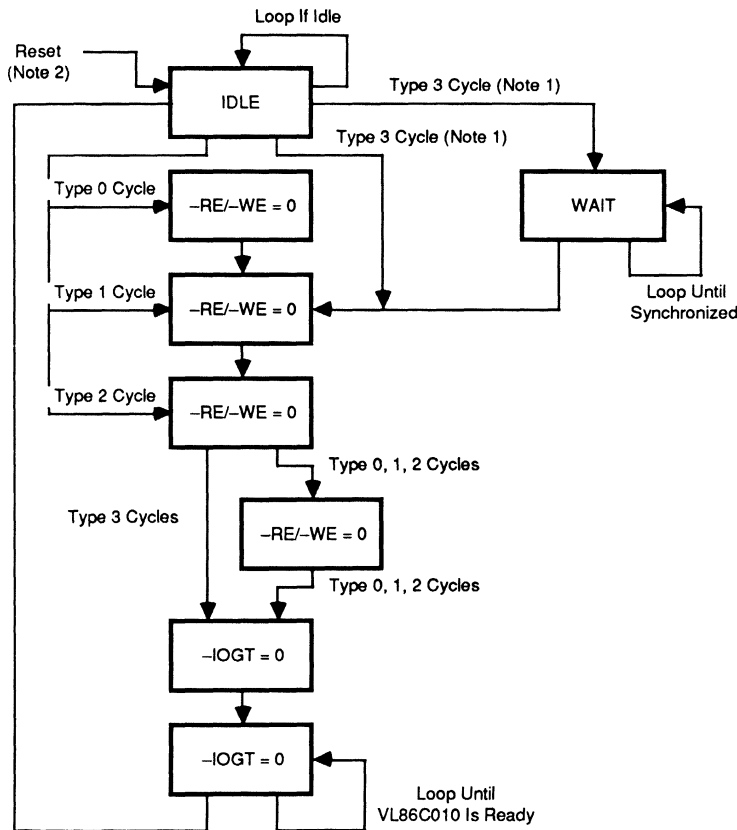 Loop If Idle
Reset
(Note 2)
IDLE
Type 3 Cycle (Note 1)
Type 3 Cycle (Note 1)
Type 0 Cycle
–RE/–WE = 0
WAIT
Type 1 Cycle
–RE/–WE = 0
Loop Until
Synchronized
Type 2 Cycle
–RE/–WE = 0
Type 0, 1, 2 Cycles
Type 3 Cycles
–RE/–WE = 0
Type 0, 1, 2 Cycles
–IOGT = 0
–IOGT = 0
Loop Until
VL86C010 Is Ready